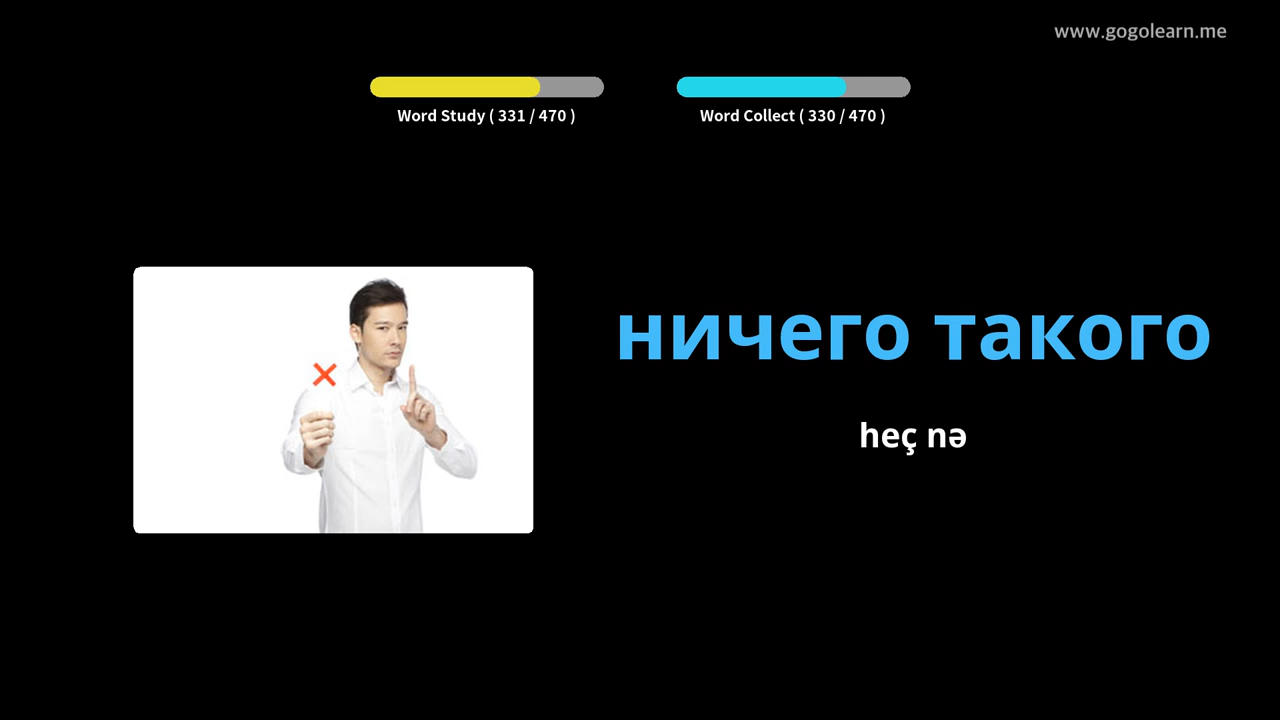 www.gogolearn.me
Word Study ( 331 / 470 )
Word Collect ( 330 / 470 )
ничего такого
heç nə